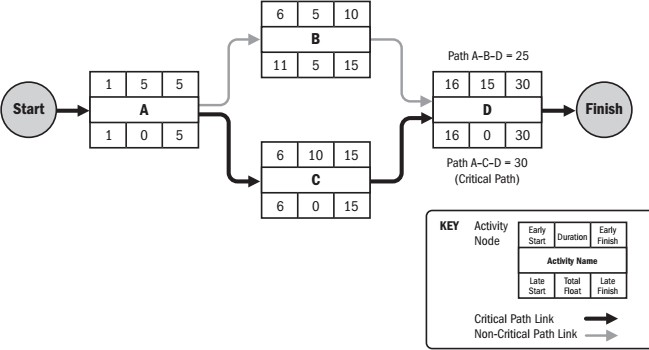 6 5 10
B
11 5 15
Path A–B–D = 25
1 5 5
A
1 0 5
16 15 30
D
16 0 30
Start
Finish
6 10 15
C
6 0 15
Path A–C–D = 30
(Critical Path)
KEY Activity
Node
Early
Start
Duration
Early
Finish
Activity Name
Late
Start
Total
Float
Late
Finish
Critical Path Link
Non-Critical Path Link